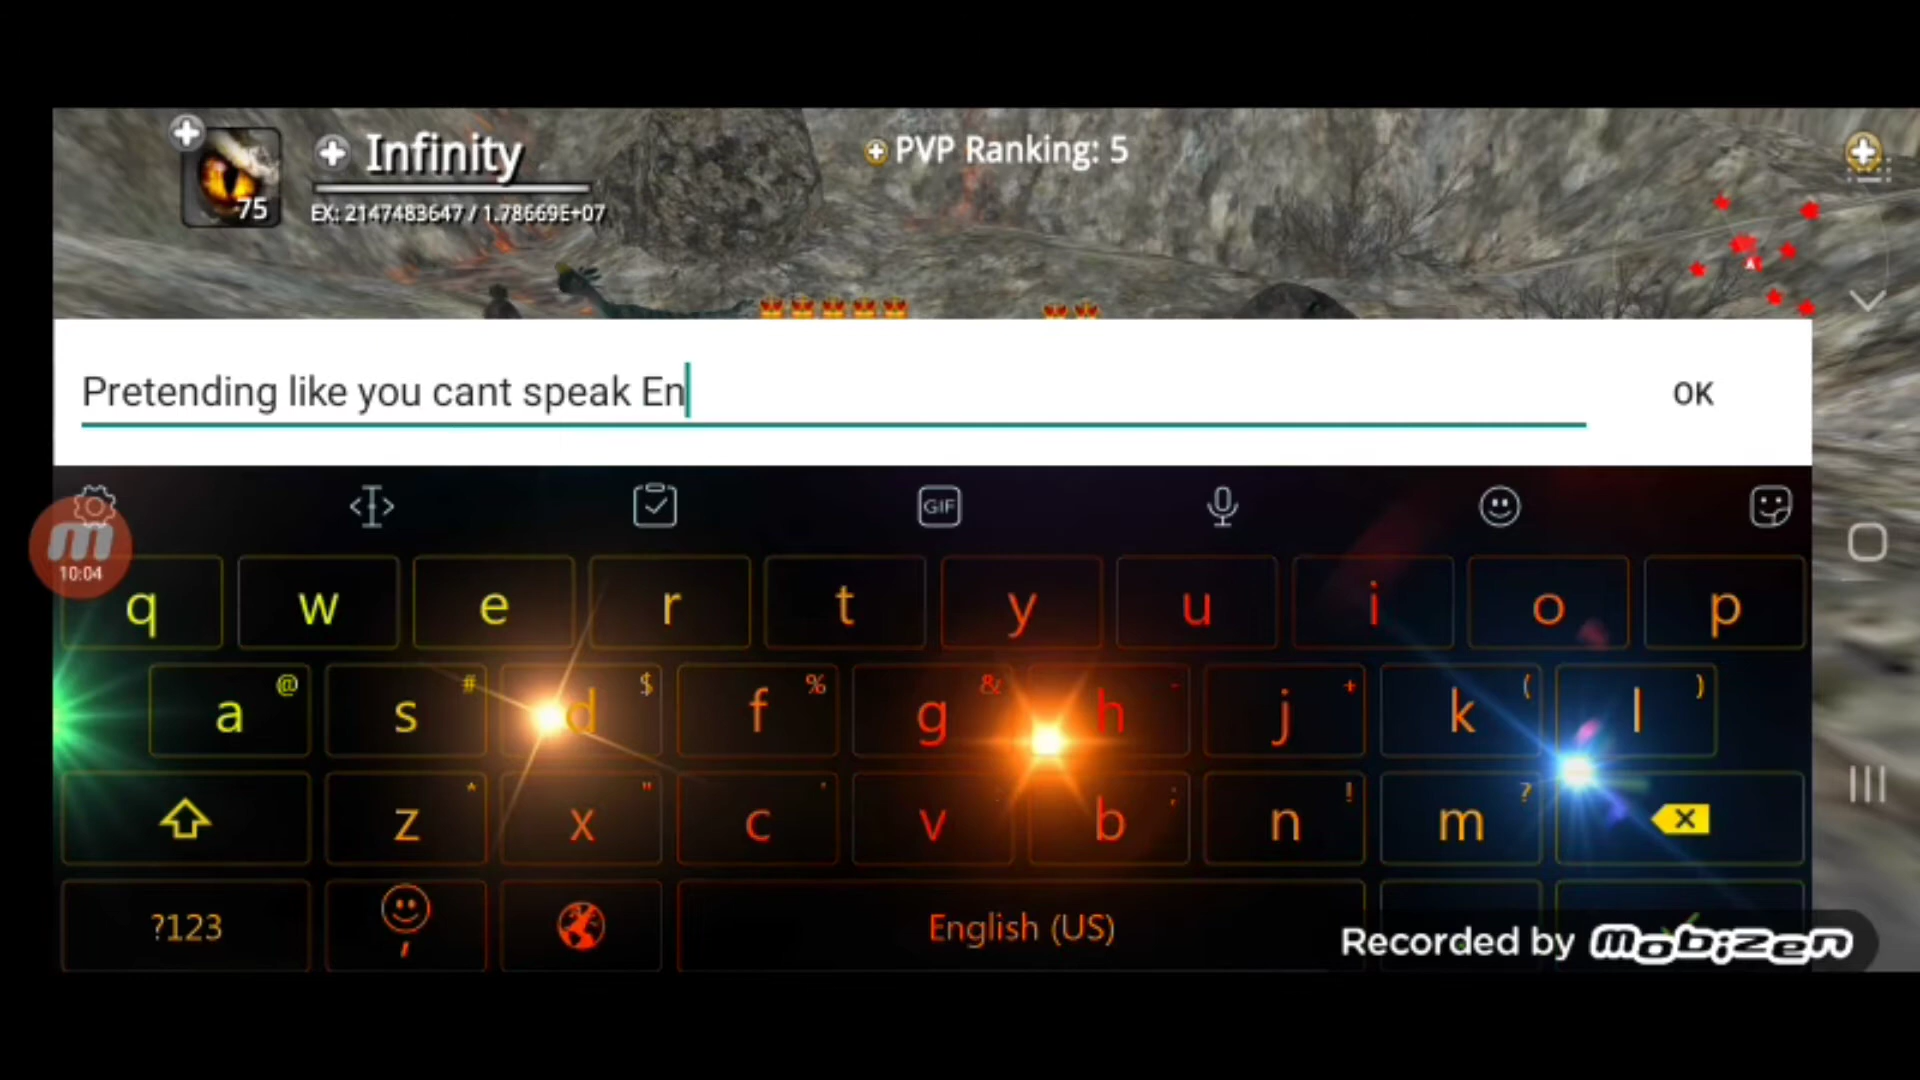 Infinity
PVP Ranking: 5
75
EX: 2147483647 / 1.78669E+07
Pretending like you cant speak En
OK
GIF
10:04
q w e r t y u i o p
@ # $ % & - + ( )
a s d f g h j k l
* " ' : ; ! ?
z x c v b n m
?123
,
English (US)
Recorded by Mobizen